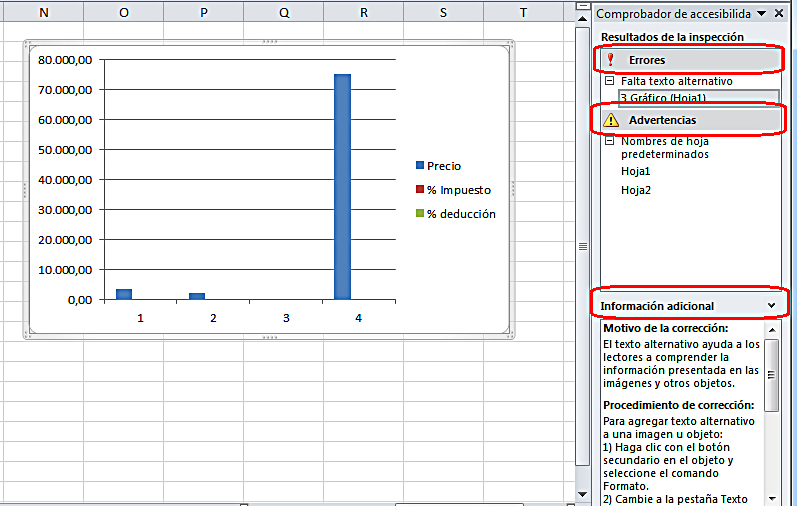 N O P Q R S T
Comprobador de accesibilida
Resultados de la inspección
Errores
Falta texto alternativo
3 Gráfico (Hoja1)
Advertencias
Nombres de hoja
predeterminados
Hoja1
Hoja2
80.000,00
70.000,00
60.000,00
50.000,00
40.000,00
30.000,00
20.000,00
10.000,00
0,00
1 2 3 4
Precio
% Impuesto
% deducción
Información adicional
Motivo de la corrección:
El texto alternativo ayuda a los
lectores a comprender la
información presentada en las
imágenes y otros objetos.
Procedimiento de corrección:
Para agregar texto alternativo
a una imagen u objeto:
1) Haga clic con el botón
secundario en el objeto y
seleccione el comando
Formato.
2) Cambie a la pestaña Texto